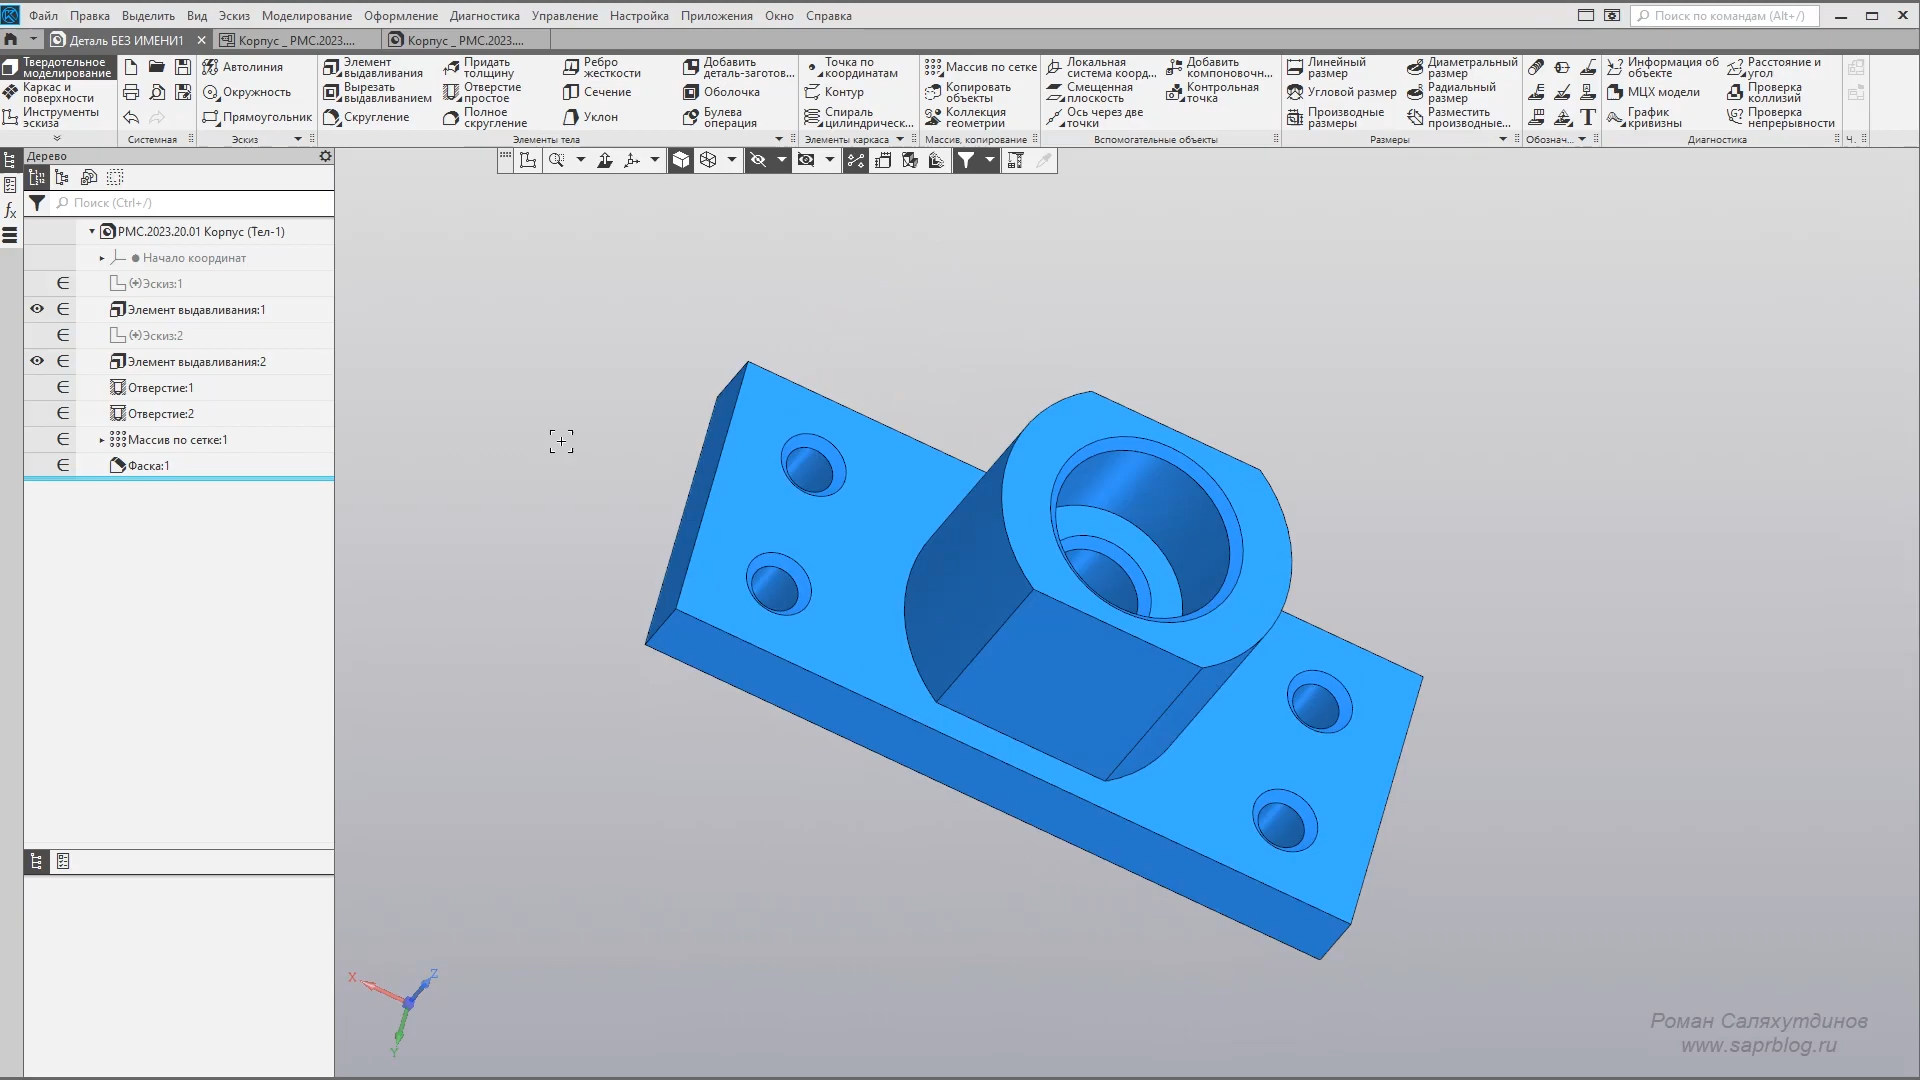 Файл Правка Выделить Вид Эскиз Моделирование Оформление Диагностика Управление Настройка Приложения Окно Справка Поиск по командам (Alt+/)
Деталь БЕЗ ИМЕНИ1 Корпус _ РМС.2023.... Корпус _ РМС.2023....
Твердотельное моделирование
Каркас и поверхности
Инструменты эскиза
Системная
Автолиния
Окружность
Прямоугольник
Эскиз
Элемент выдавливания
Вырезать выдавливанием
Скругление
Придать толщину
Отверстие простое
Полное скругление
Ребро жесткости
Сечение
Уклон
Добавить деталь-заготов...
Оболочка
Булева операция
Элементы тела
Точка по координатам
Контур
Спираль цилиндрическ...
Элементы каркаса
Массив по сетке
Копировать объекты
Коллекция геометрии
Массив, копирование
Локальная система коорд...
Смещенная плоскость
Ось через две точки
Добавить компоновочн...
Контрольная точка
Вспомогательные объекты
Линейный размер
Угловой размер
Производные размеры
Диаметральный размер
Радиальный размер
Разместить производные...
Размеры
Обознач...
Информация об объекте
МЦХ модели
График кривизны
Расстояние и угол
Проверка коллизий
Проверка непрерывности
Диагностика
Ч..
Дерево
Поиск (Ctrl+/)
РМС.2023.20.01 Корпус (Тел-1)
Начало координат
(+)Эскиз:1
Элемент выдавливания:1
(+)Эскиз:2
Элемент выдавливания:2
Отверстие:1
Отверстие:2
Массив по сетке:1
Фаска:1
X
Z
Y
Роман Саляхутдинов
www.saprblog.ru